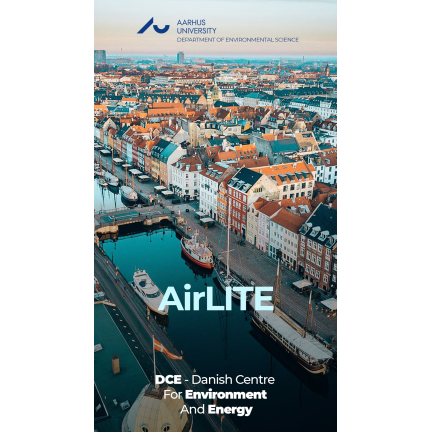 AARHUS
UNIVERSITY
DEPARTMENT OF ENVIRONMENTAL SCIENCE
AirLITE
DCE - Danish Centre
For Environment
And Energy